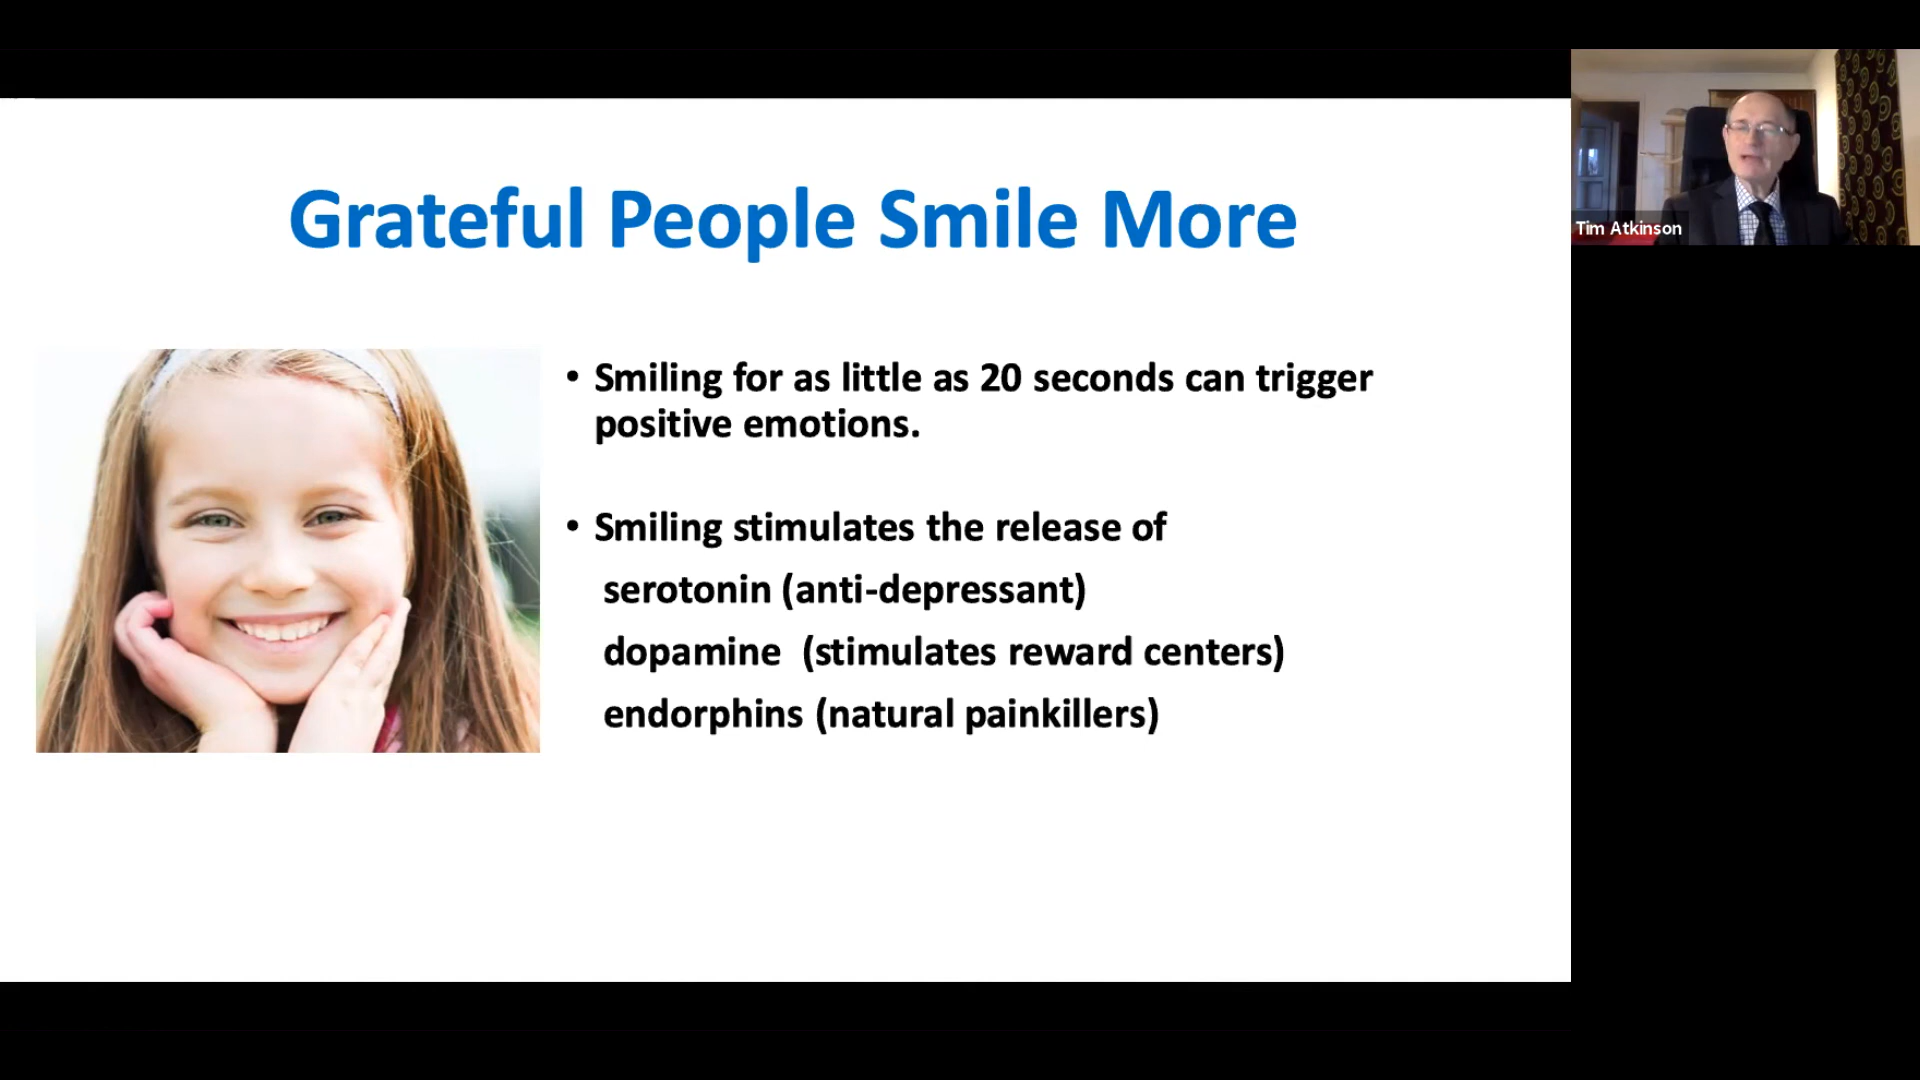 Grateful People Smile More
• Smiling for as little as 20 seconds can trigger
positive emotions.
• Smiling stimulates the release of
serotonin (anti-depressant)
dopamine  (stimulates reward centers)
endorphins (natural painkillers)
Tim Atkinson